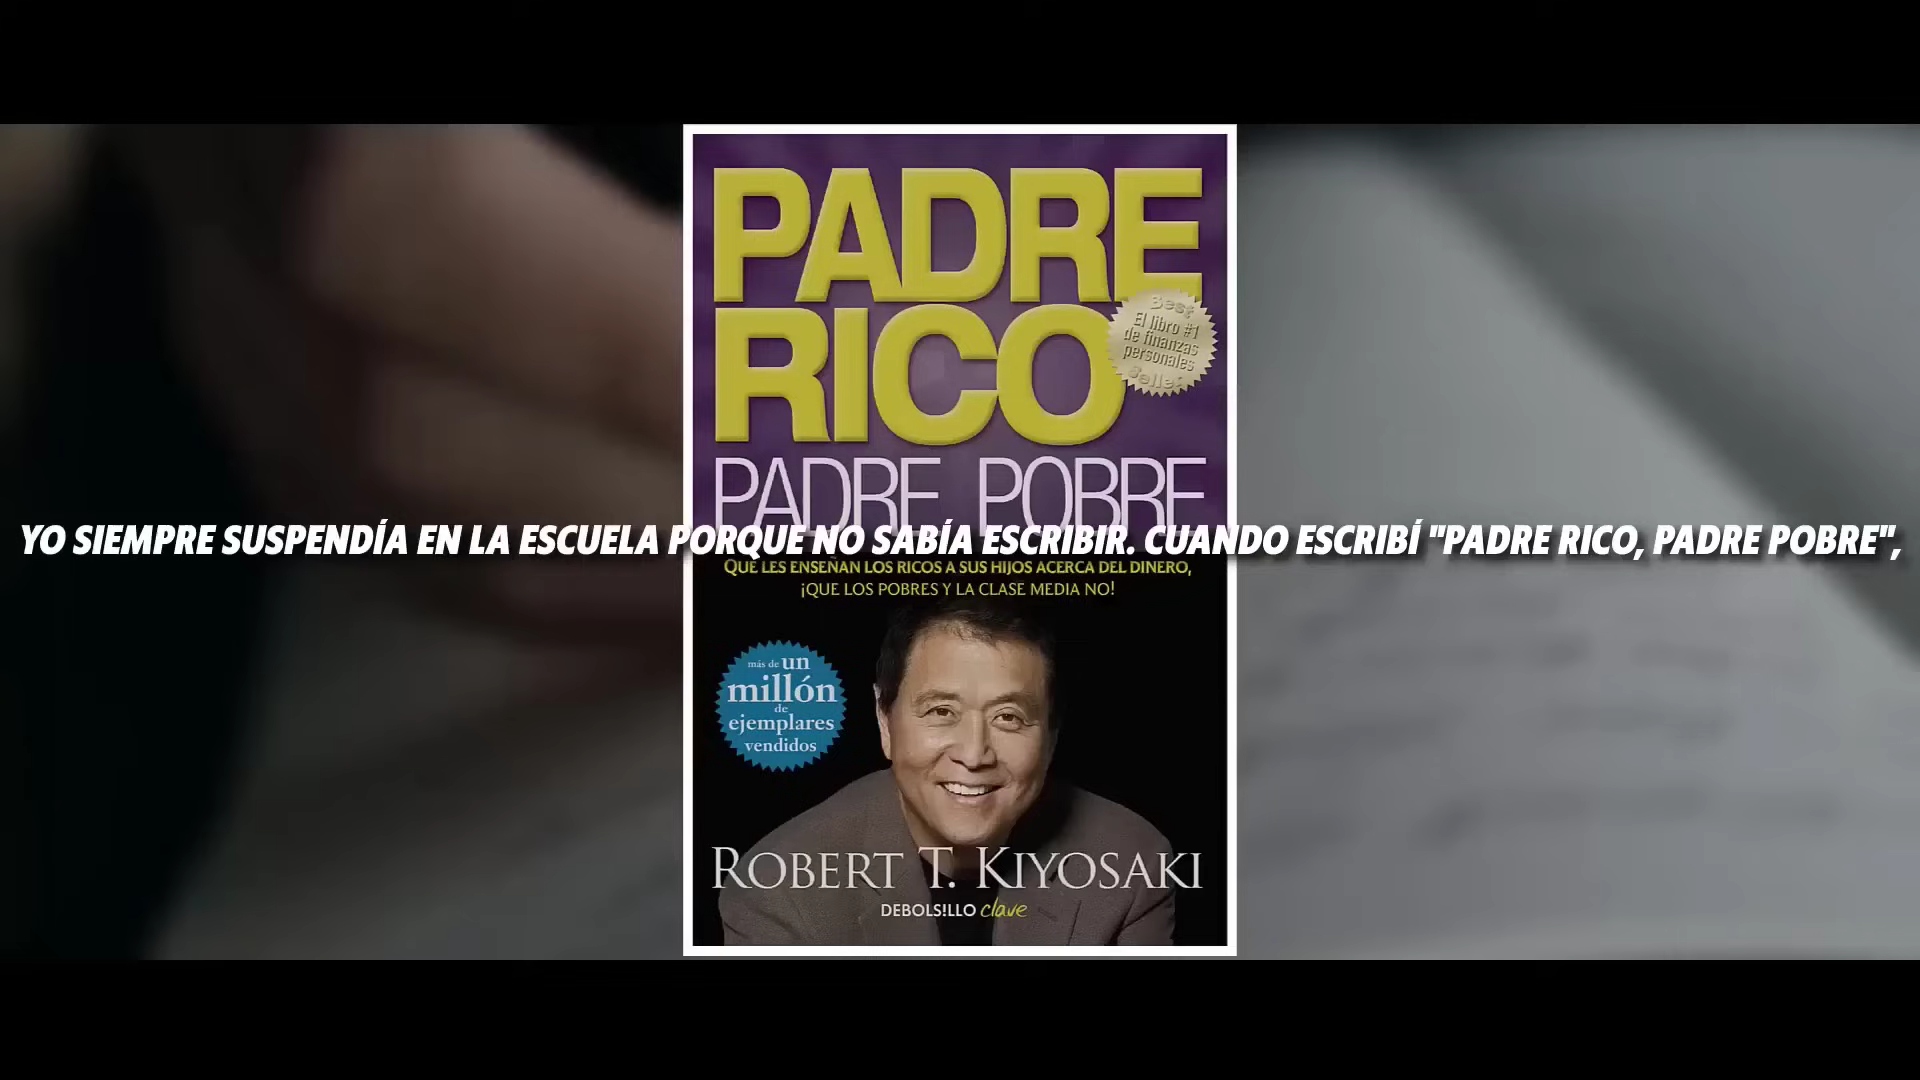 PADRE
RICO
Best
El libro #1
de finanzas
personales
Seller
PADRE POBRE
YO SIEMPRE SUSPENDÍA EN LA ESCUELA PORQUE NO SABÍA ESCRIBIR. CUANDO ESCRIBÍ "PADRE RICO, PADRE POBRE",
QUÉ LES ENSEÑAN LOS RICOS A SUS HIJOS ACERCA DEL DINERO,
¡QUE LOS POBRES Y LA CLASE MEDIA NO!
más de un
millón
de
ejemplares
vendidos
ROBERT T. KIYOSAKI
DEBOLS!LLO clave